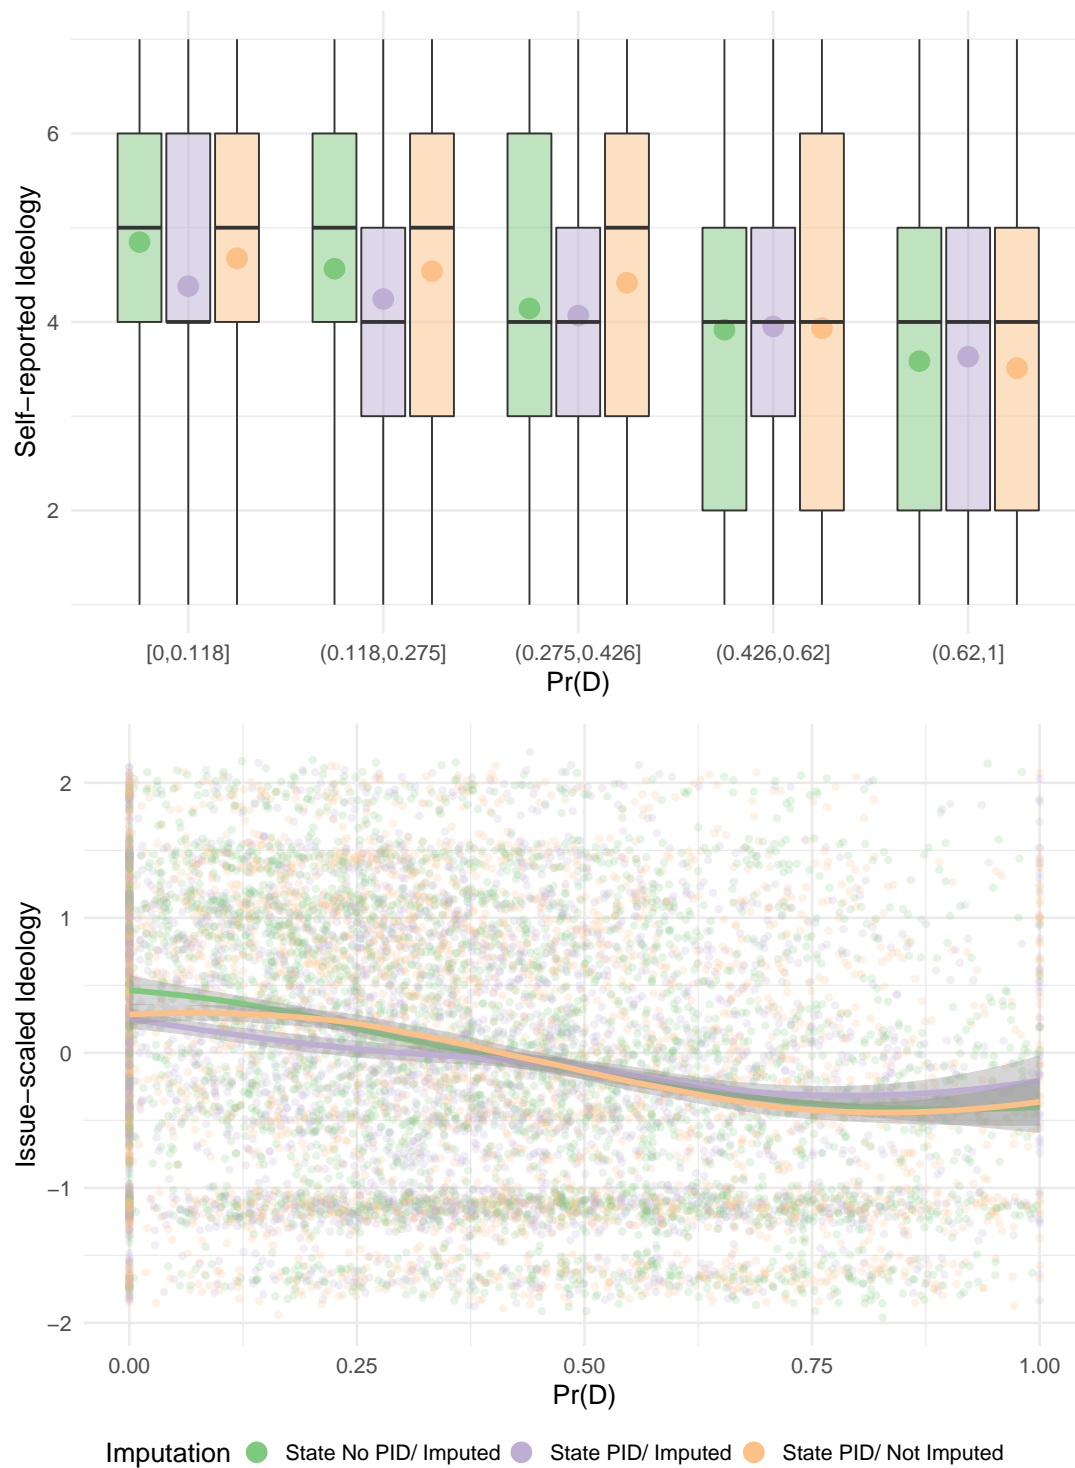 Self−reported Ideology
6
4
2
[0,0.118] (0.118,0.275] (0.275,0.426] (0.426,0.62] (0.62,1]
Pr(D)
Issue−scaled Ideology
2
1
0
−1
−2
0.00 0.25 0.50 0.75 1.00
Pr(D)
Imputation State No PID/ Imputed State PID/ Imputed State PID/ Not Imputed